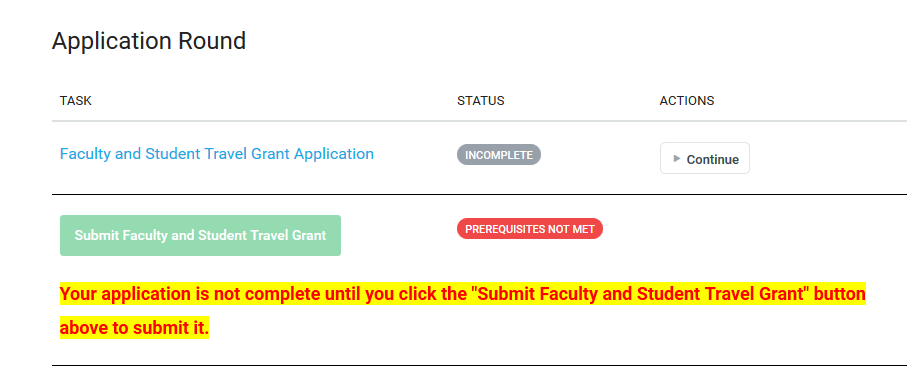 Application Round
TASK STATUS ACTIONS
Faculty and Student Travel Grant Application INCOMPLETE Continue
Submit Faculty and Student Travel Grant PREREQUISITES NOT MET
Your application is not complete until you click the "Submit Faculty and Student Travel Grant" button
above to submit it.